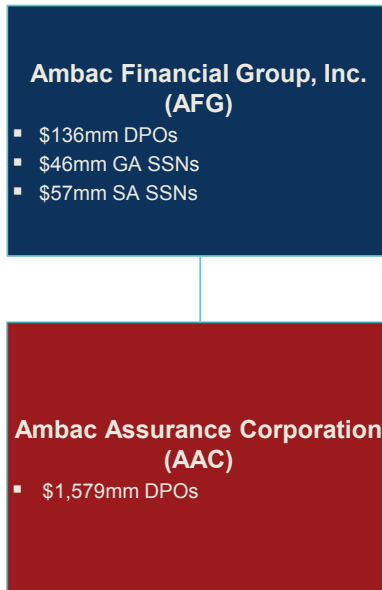 Ambac Financial Group, Inc.
(AFG)
▪ $136mm DPOs
▪ $46mm GA SSNs
▪ $57mm SA SSNs
Ambac Assurance Corporation
(AAC)
▪ $1,579mm DPOs